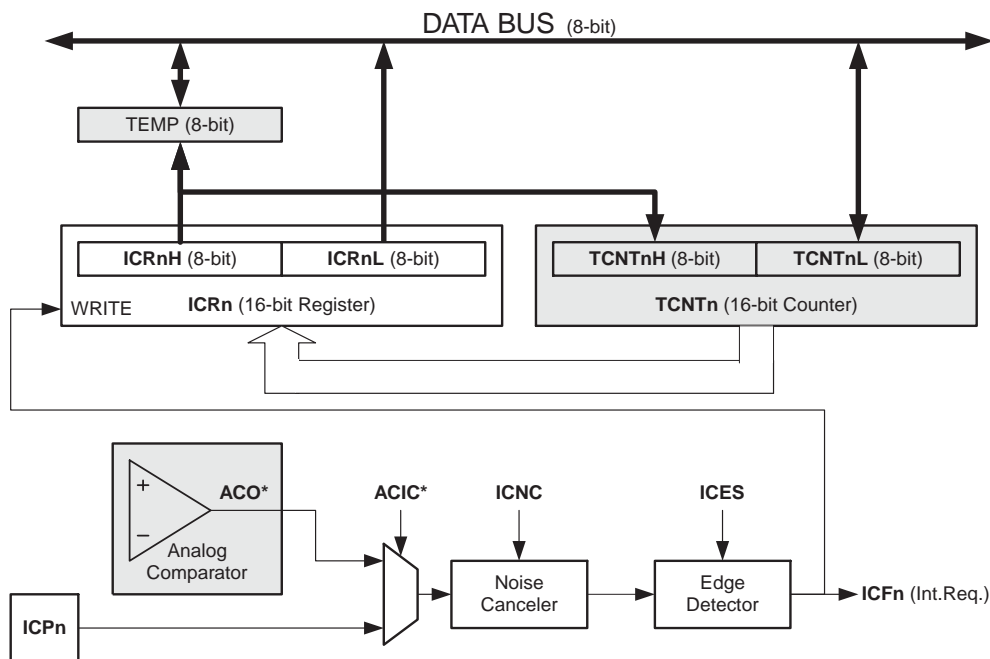 DATA BUS (8-bit)
TEMP (8-bit)
ICRnH (8-bit)
ICRnL (8-bit)
TCNTnH (8-bit)
TCNTnL (8-bit)
WRITE
ICRn (16-bit Register)
TCNTn (16-bit Counter)
+
−
ACO*
Analog
Comparator
ACIC*
ICNC
ICES
Noise
Canceler
Edge
Detector
ICFn (Int.Req.)
ICPn